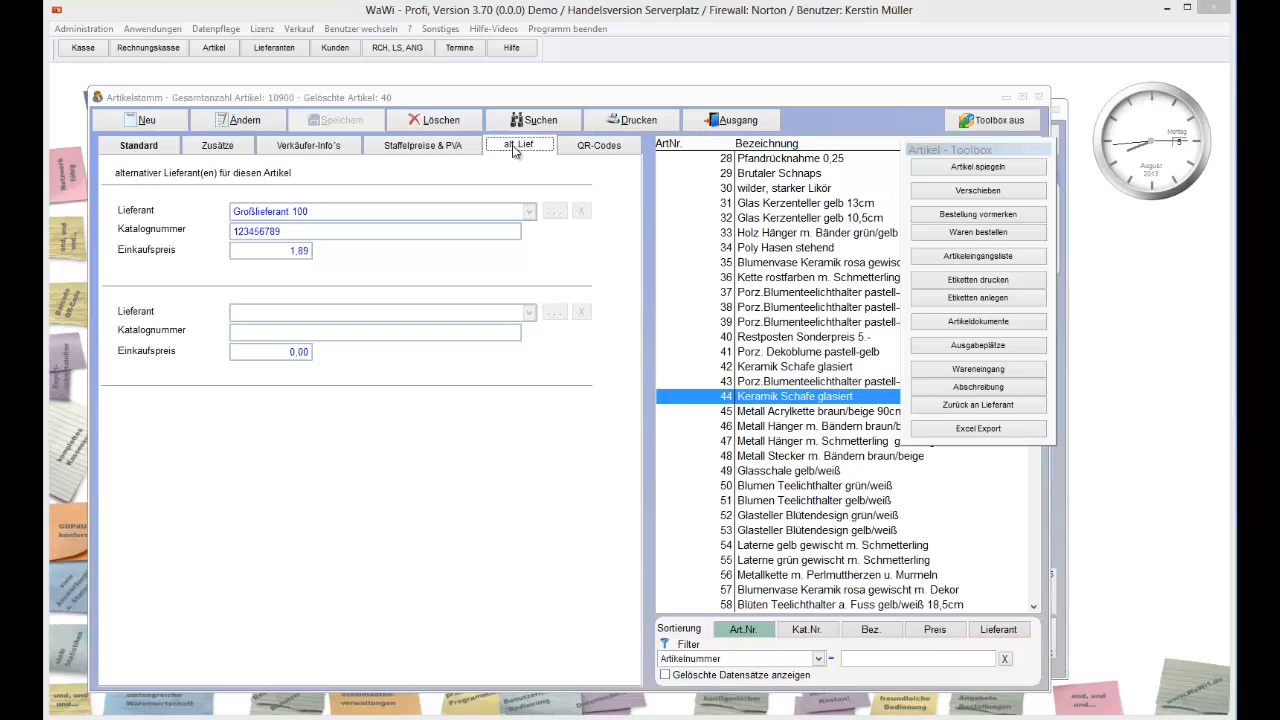 WaWi - Profi, Version 3.70 (0.0.0) Demo / Handelsversion Serverplatz / Firewall: Norton / Benutzer: Kerstin Müller
Administration Anwendungen Datenpflege Lizenz Verkauf Benutzer wechseln ? Sonstiges Hilfe-Videos Programm beenden
Kasse Rechnungskasse Artikel Lieferanten Kunden RCH, LS, ANG Termine Hilfe
Artikelstamm - Gesamtanzahl Artikel: 10900 - Gelöschte Artikel: 40
Neu Ändern Speichern Löschen Suchen Drucken Ausgang Toolbox aus
Standard Zusätze Verkäufer-Info´s Staffelpreise & QR-Codes
alternativer Lieferant(en) für diesen Artikel
Lieferant Großlieferant 100 ... X
Katalognummer 123456789
Einkaufspreis 1,89
Lieferant ... X
Katalognummer
Einkaufspreis 0,00
ArtNr. Bezeichnung
28 Pfandrücknahme 0,25
29 Brutaler Schnaps
30 wilder, starker Likör
31 Glas Kerzenteller gelb 13cm
32 Glas Kerzenteller gelb 10,5cm
33 Holz Hänger m. Bänder grün/gelb
34 Poly Hasen stehend
35 Blumenvase Keramik rosa gewisc
36 Kette rostfarben m. Schmetterling
37 Porz.Blumenteelichthalter pastell-
38 Porz.Blumenteelichthalter pastell-
39 Porz.Blumenteelichthalter pastell-
40 Restposten Sonderpreis 5.-
41 Porz. Dekoblume pastell-gelb
42 Keramik Schafe glasiert
43 Porz.Blumenteelichthalter pastell-
44 Keramik Schafe glasiert
45 Metall Acrylkette braun/beige 90cm
46 Metall Hänger m. Bändern braun/b
47 Metall Hänger m. Schmetterling
48 Metall Stecker m. Bändern braun/beige
49 Glasschale gelb/weiß
50 Blumen Teelichthalter grün/weiß
51 Blumen Teelichthalter gelb/weiß
52 Glasteller Blütendesign grün/weiß
53 Glasteller Blütendesign gelb/weiß
54 Laterne gelb gewischt m. Schmetterling
55 Laterne grün gewischt m. Schmetterling
56 Metallkette m. Perlmuttherzen u. Murmeln
57 Blumenvase Keramik rosa gewischt m. Dekor
58 Blüten Teelichthalter a. Fuss gelb/weiß 18,5cm
Artikel - Toolbox
Artikel spiegeln
Verschieben
Bestellung vormerken
Waren bestellen
Artikeleingangsliste
Etiketten drucken
Etiketten anlegen
Artikeldokumente
Ausgabeplätze
Wareneingang
Abschreibung
Zurück an Lieferant
Excel Export
Sortierung Art.Nr. Kat.Nr. Bez. Preis Lieferant
Filter
Artikelnummer = X
Gelöschte Datensätze anzeigen
Montag
5
August
2013